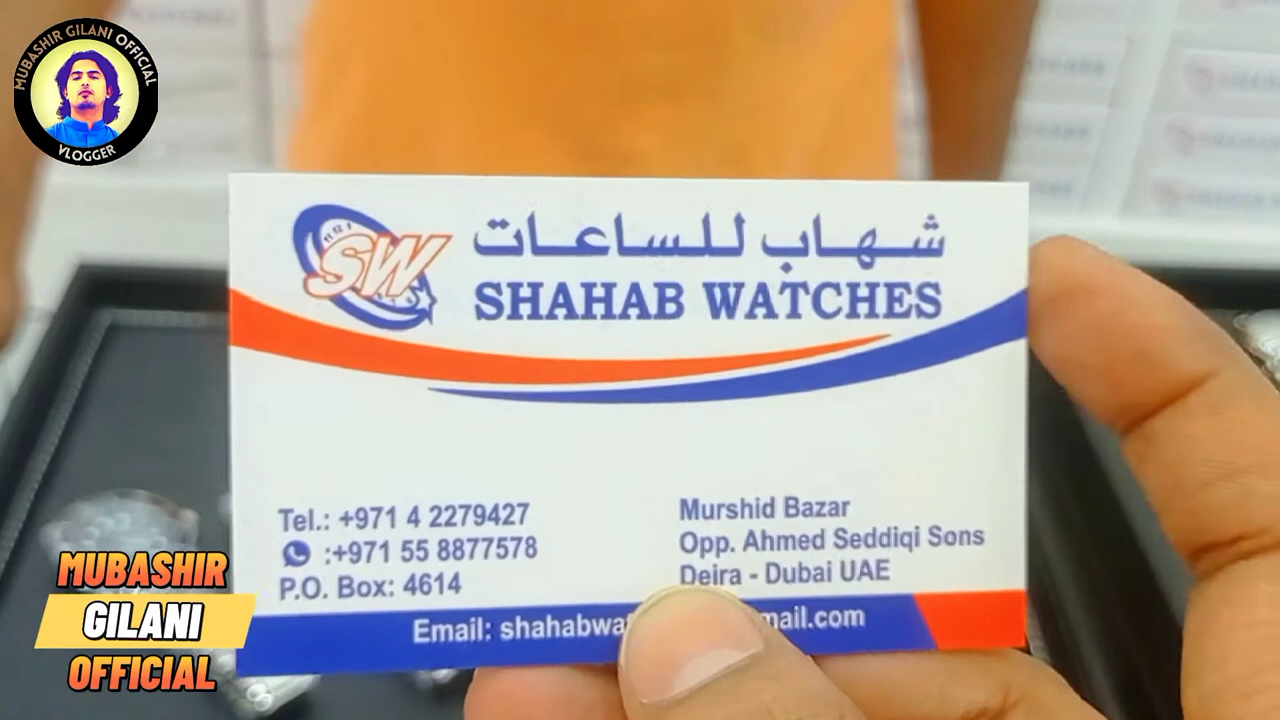 MUBASHIR GILANI OFFICIAL
VLOGGER
SW
شهاب للساعات
SHAHAB WATCHES
Tel.: +971 4 2279427
:+971 55 8877578
P.O. Box: 4614
Murshid Bazar
Opp. Ahmed Seddiqi Sons
Deira - Dubai UAE
Email:
MUBASHIR
GILANI
OFFICIAL